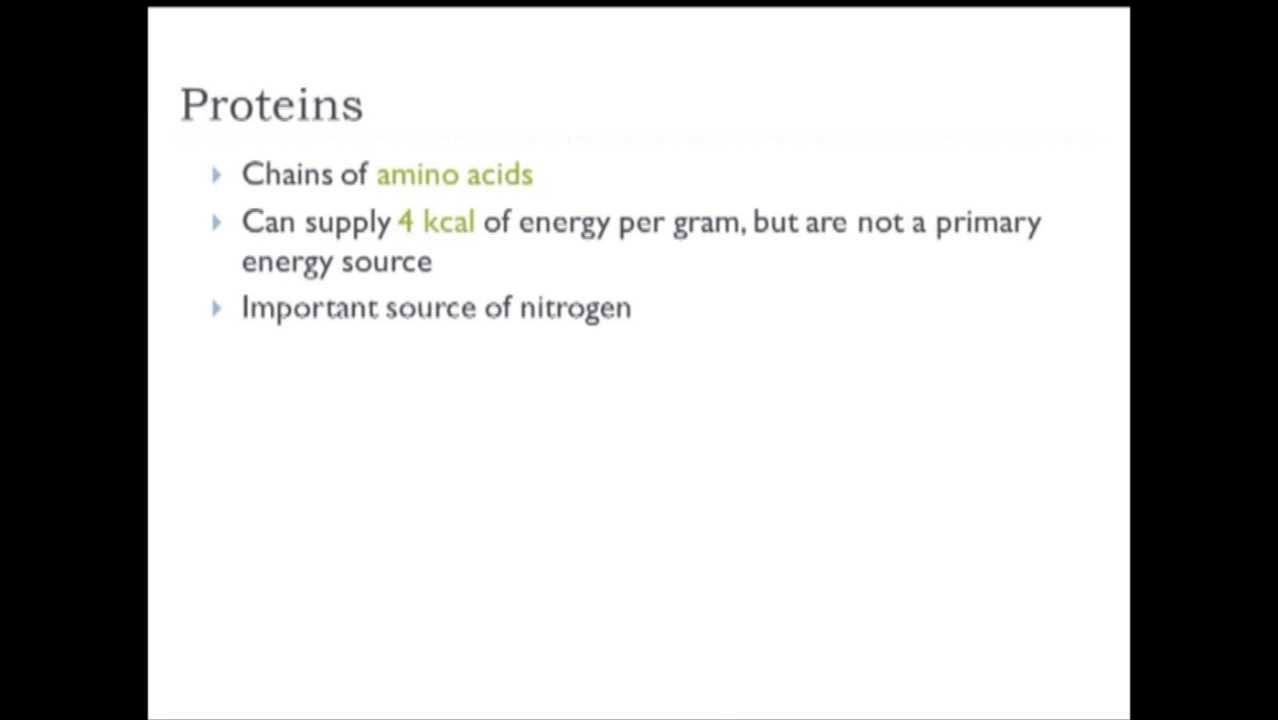 Proteins
Chains of amino acids
Can supply 4 kcal of energy per gram, but are not a primary
energy source
Important source of nitrogen